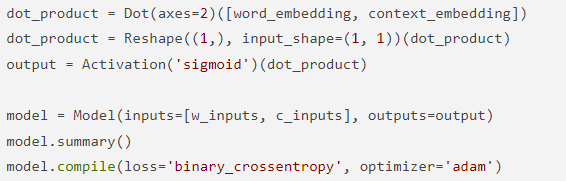 dot_product = Dot(axes=2)([word_embedding, context_embedding])
dot_product = Reshape((1,), input_shape=(1, 1))(dot_product)
output = Activation('sigmoid')(dot_product)

model = Model(inputs=[w_inputs, c_inputs], outputs=output)
model.summary()
model.compile(loss='binary_crossentropy', optimizer='adam')